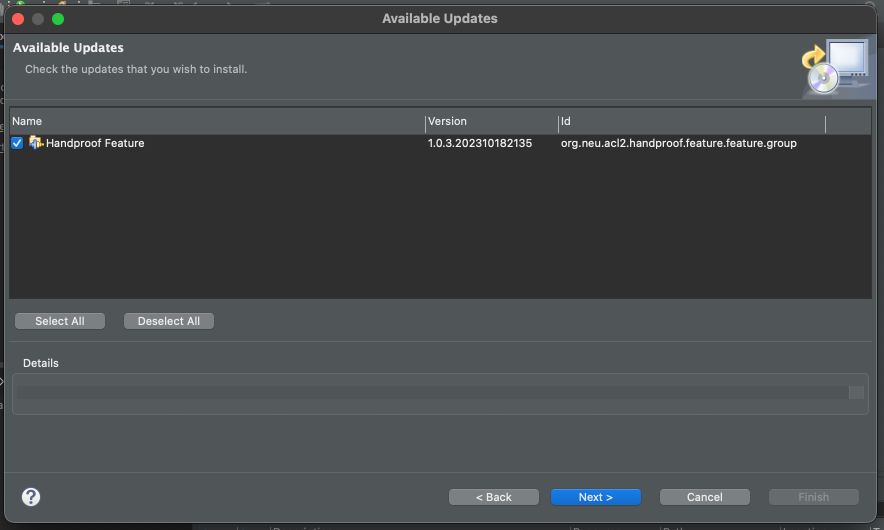 Available Updates
Available Updates
Check the updates that you wish to install.
Name Version Id
Handproof Feature 1.0.3.202310182135 org.neu.acl2.handproof.feature.feature.group
Select All Deselect All
Details
? < Back Next > Cancel Finish